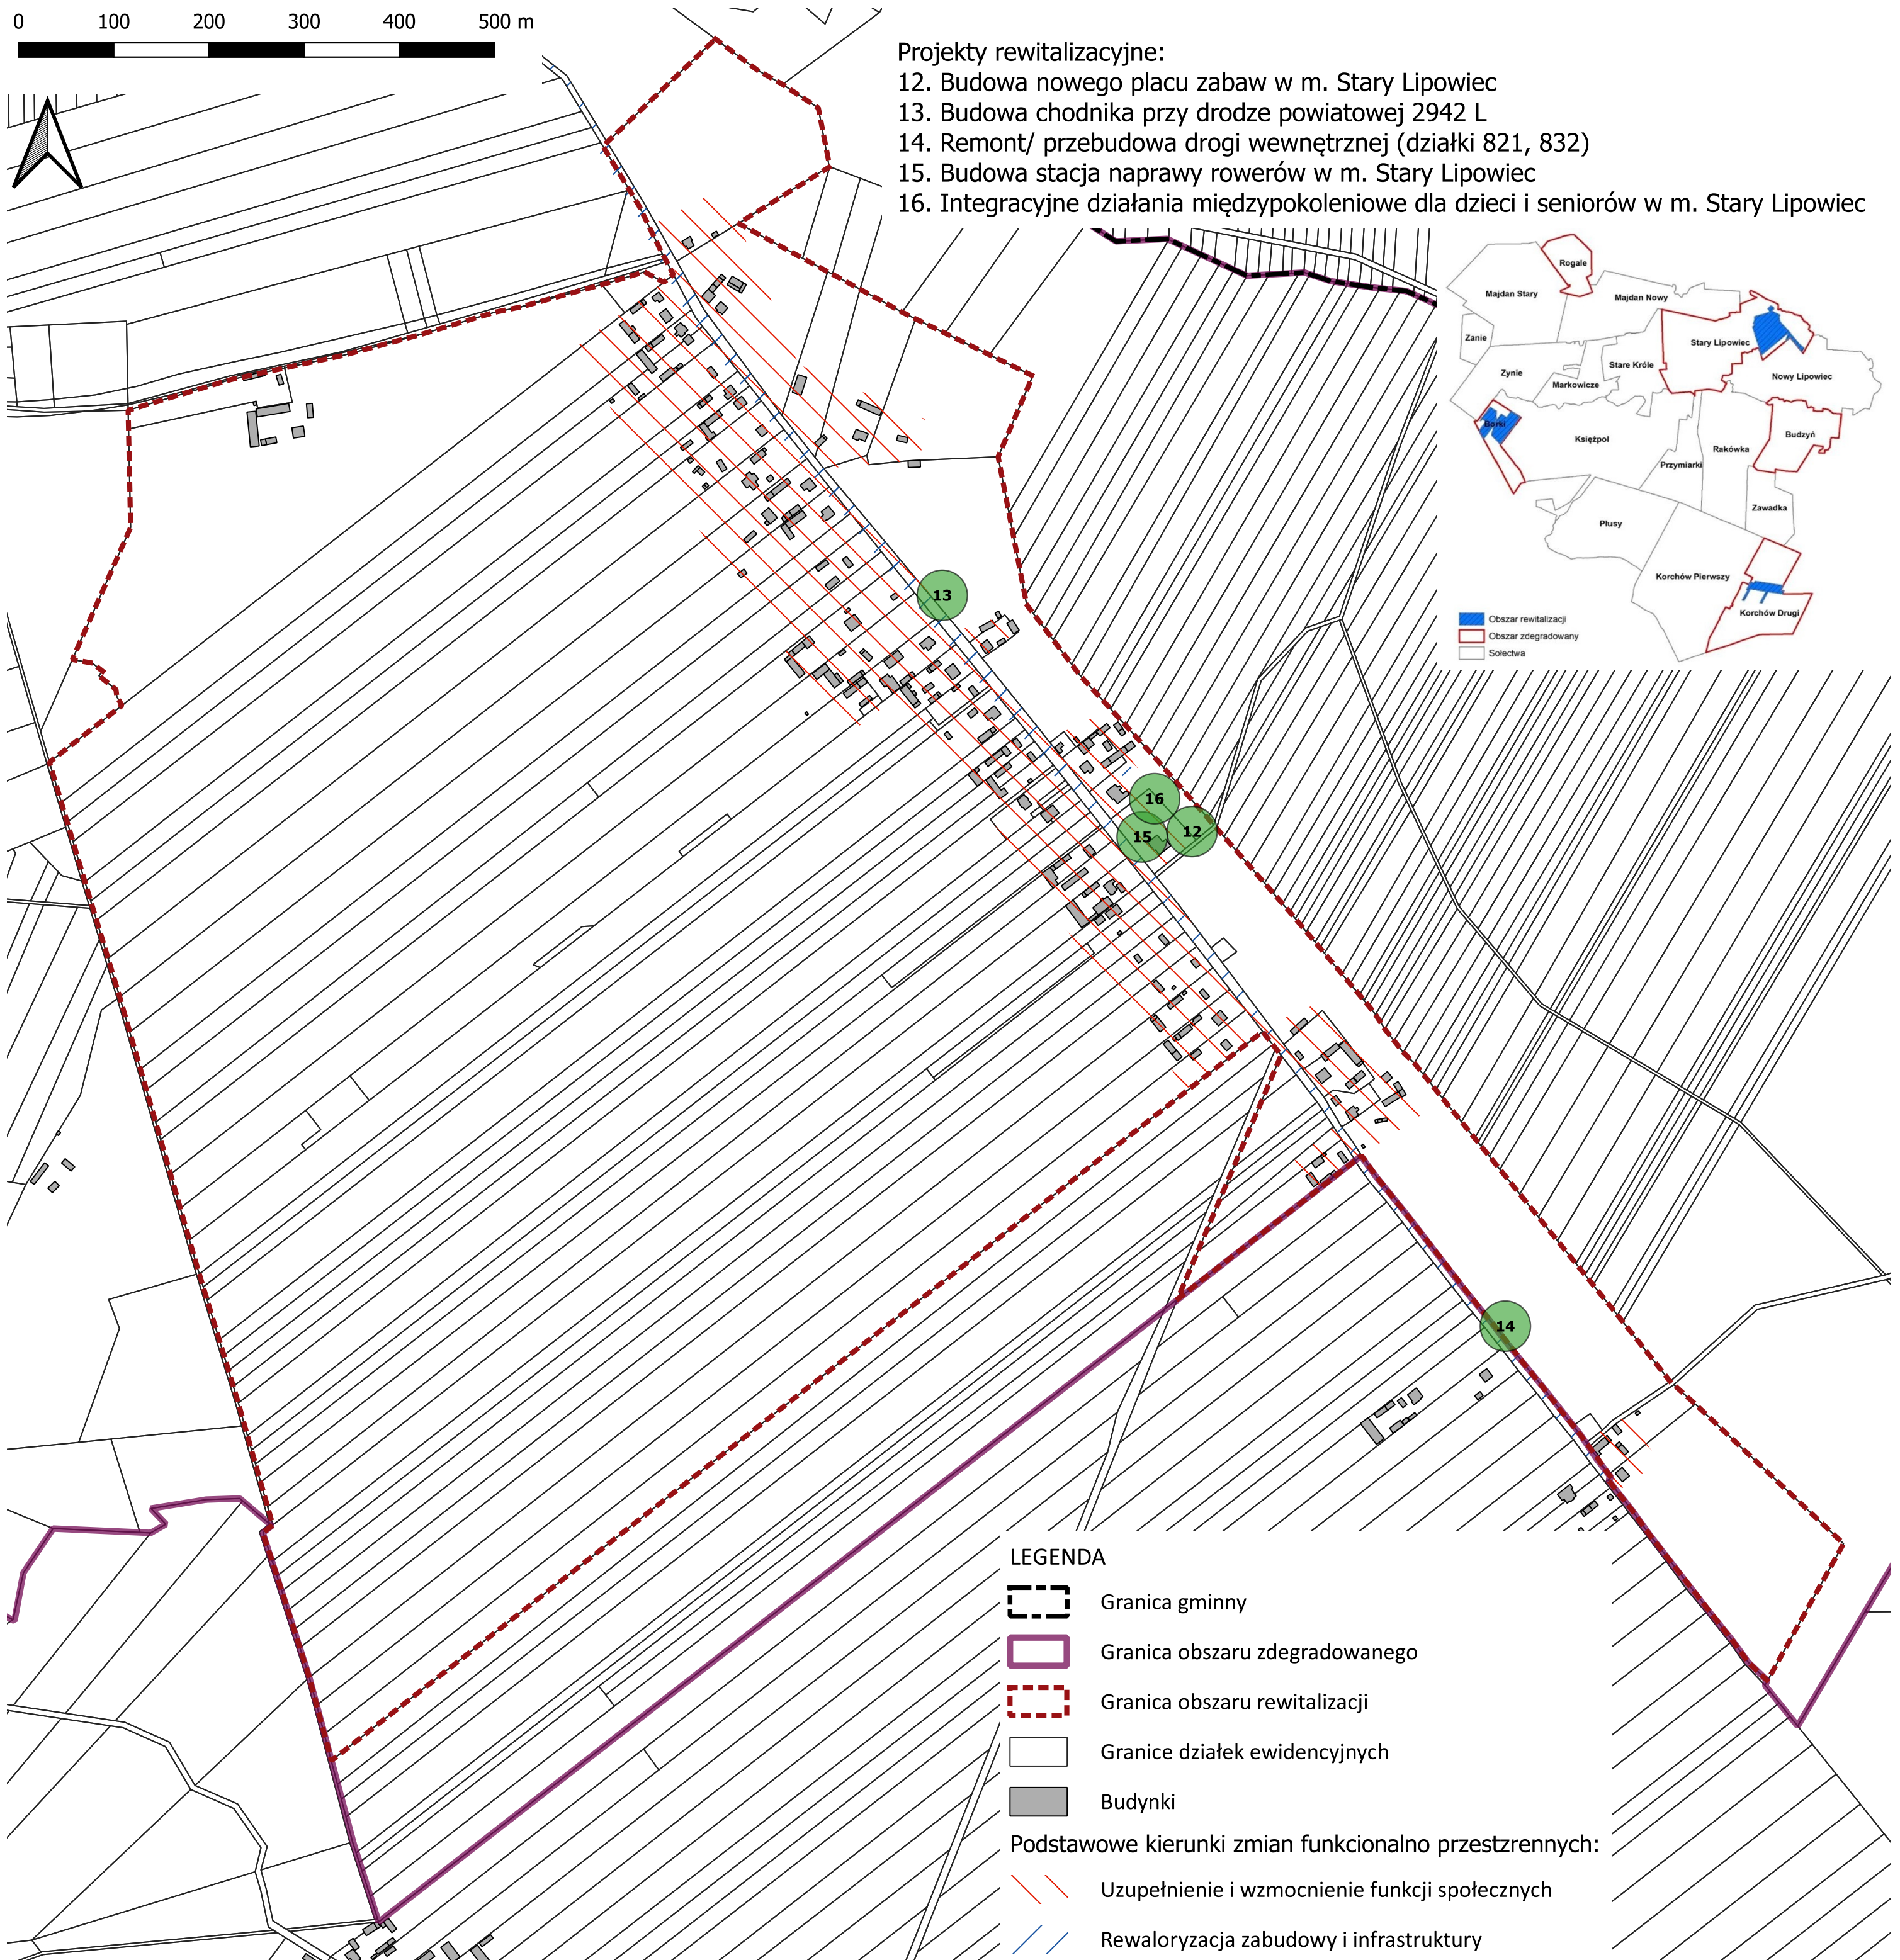 0 100 200 300 400 500 m
Projekty rewitalizacyjne:
12. Budowa nowego placu zabaw w m. Stary Lipowiec
13. Budowa chodnika przy drodze powiatowej 2942 L
14. Remont/ przebudowa drogi wewnętrznej (działki 821, 832)
15. Budowa stacja naprawy rowerów w m. Stary Lipowiec
16. Integracyjne działania międzypokoleniowe dla dzieci i seniorów w m. Stary Lipowiec
Rogale
Majdan Stary
Majdan Nowy
Zanie
Stary Lipowiec
Stare Króle
Zynie
Nowy Lipowiec
Markowicze
Borki
Księżpol
Budzyń
Rakówka
Przymiarki
Zawadka
Płusy
Korchów Pierwszy
Korchów Drugi
Obszar rewitalizacji
Obszar zdegradowany
Sołectwa
13
16
15
12
14
LEGENDA
Granica gminny
Granica obszaru zdegradowanego
Granica obszaru rewitalizacji
Granice działek ewidencyjnych
Budynki
Podstawowe kierunki zmian funkcionalno przestzrennych:
Uzupełnienie i wzmocnienie funkcji społecznych
Rewaloryzacja zabudowy i infrastruktury